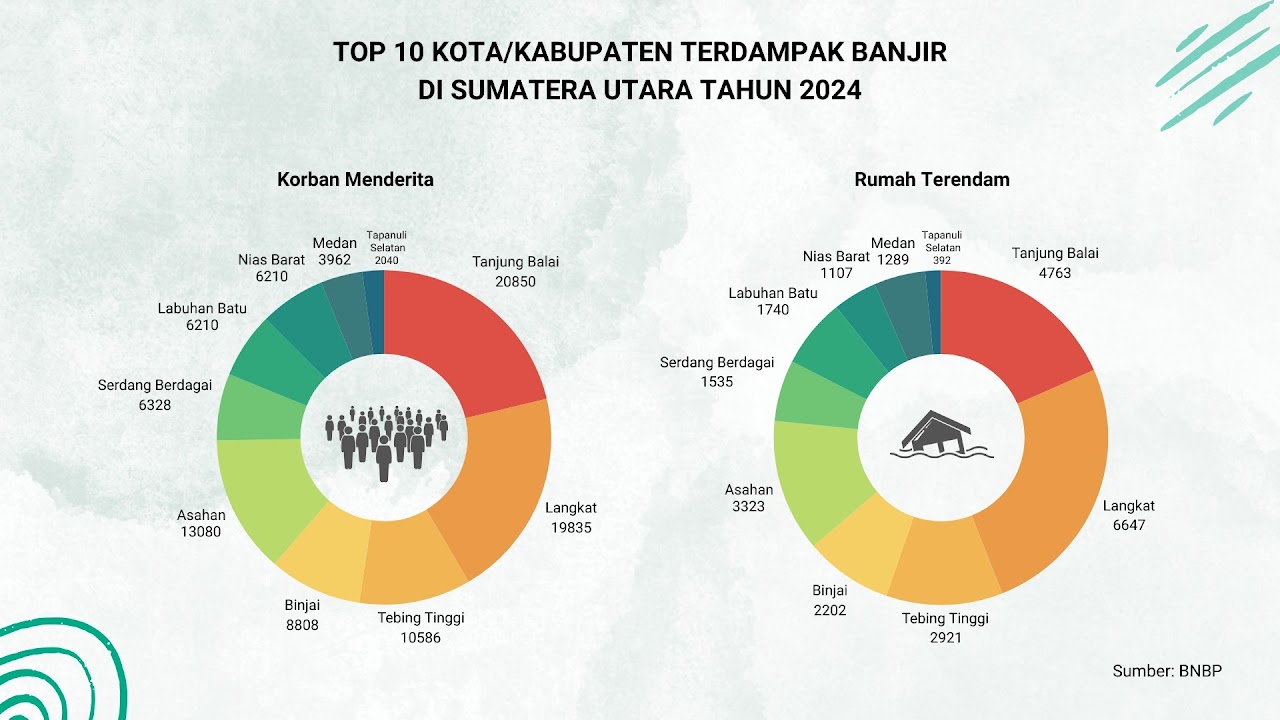 TOP 10 KOTA/KABUPATEN TERDAMPAK BANJIR
DI SUMATERA UTARA TAHUN 2024
Korban Menderita
Tapanuli
Selatan
2040
Tanjung Balai
20850
Langkat
19835
Tebing Tinggi
10586
Binjai
8808
Asahan
13080
Serdang Berdagai
6328
Labuhan Batu
6210
Nias Barat
6210
Medan
3962
Rumah Terendam
Tapanuli
Selatan
392
Tanjung Balai
4763
Langkat
6647
Tebing Tinggi
2921
Binjai
2202
Asahan
3323
Serdang Berdagai
1535
Labuhan Batu
1740
Nias Barat
1107
Medan
1289
Sumber: BNBP